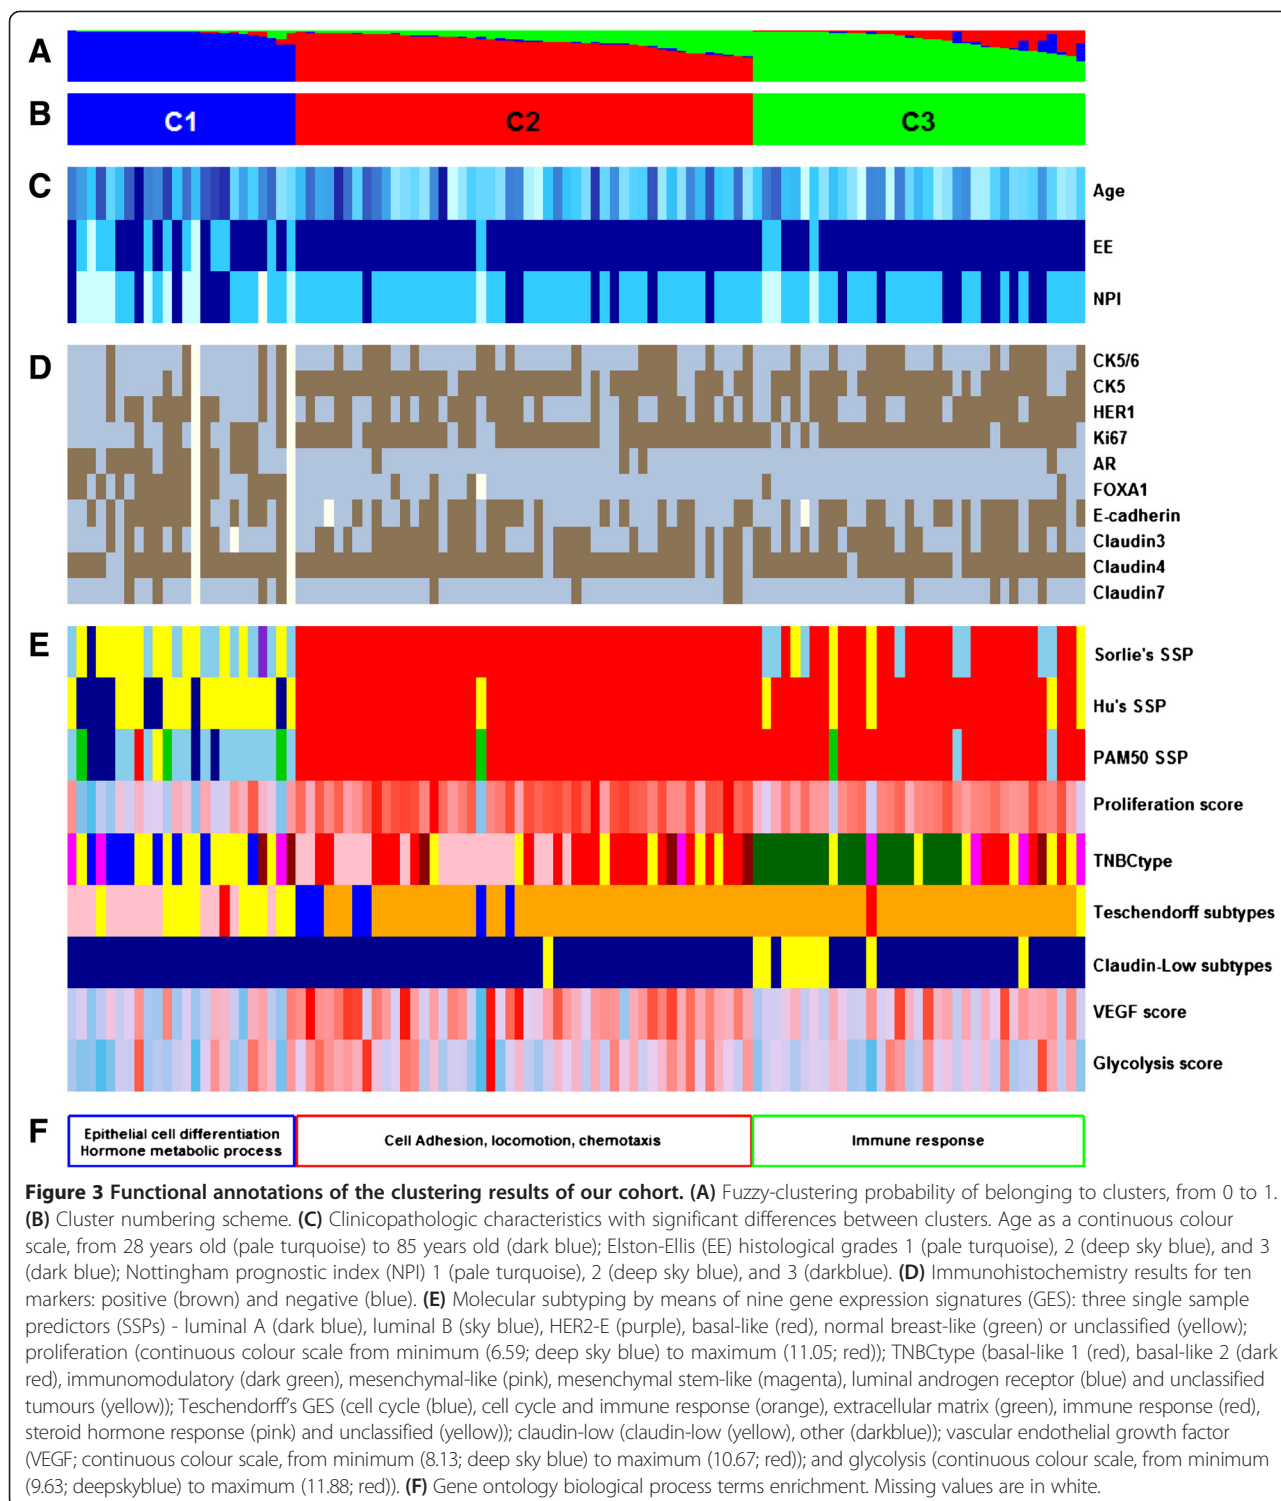 A
B
C1
C2
C3
C
Age
EE
NPI
D
CK5/6
CK5
HER1
Ki67
AR
FOXA1
E-cadherin
Claudin3
Claudin4
Claudin7
E
Sorlie's SSP
Hu's SSP
PAM50 SSP
Proliferation score
TNBCtype
Teschendorff subtypes
Claudin-Low subtypes
VEGF score
Glycolysis score
F
Epithelial cell differentiation
Hormone metabolic process
Cell Adhesion, locomotion, chemotaxis
Immune response
Figure 3 Functional annotations of the clustering results of our cohort. (A) Fuzzy-clustering probability of belonging to clusters, from 0 to 1.
(B) Cluster numbering scheme. (C) Clinicopathologic characteristics with significant differences between clusters. Age as a continuous colour
scale, from 28 years old (pale turquoise) to 85 years old (dark blue); Elston-Ellis (EE) histological grades 1 (pale turquoise), 2 (deep sky blue), and 3
(dark blue); Nottingham prognostic index (NPI) 1 (pale turquoise), 2 (deep sky blue), and 3 (darkblue). (D) Immunohistochemistry results for ten
markers: positive (brown) and negative (blue). (E) Molecular subtyping by means of nine gene expression signatures (GES): three single sample
predictors (SSPs) - luminal A (dark blue), luminal B (sky blue), HER2-E (purple), basal-like (red), normal breast-like (green) or unclassified (yellow);
proliferation (continuous colour scale from minimum (6.59; deep sky blue) to maximum (11.05; red)); TNBCtype (basal-like 1 (red), basal-like 2 (dark
red), immunomodulatory (dark green), mesenchymal-like (pink), mesenchymal stem-like (magenta), luminal androgen receptor (blue) and unclassified
tumours (yellow)); Teschendorff's GES (cell cycle (blue), cell cycle and immune response (orange), extracellular matrix (green), immune response (red),
steroid hormone response (pink) and unclassified (yellow)); claudin-low (claudin-low (yellow), other (darkblue)); vascular endothelial growth factor
(VEGF; continuous colour scale, from minimum (8.13; deep sky blue) to maximum (10.67; red)); and glycolysis (continuous colour scale, from minimum
(9.63; deepskyblue) to maximum (11.88; red)). (F) Gene ontology biological process terms enrichment. Missing values are in white.